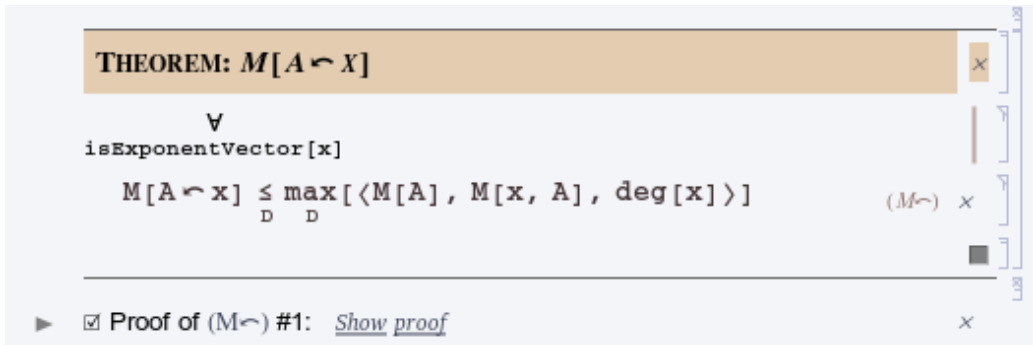 THEOREM: M[A↶X]
∀
isExponentVector[x]
M[A↶x] ≤ max[⟨M[A], M[x, A], deg[x]⟩] (M↶) ×
D D
Proof of (M↶) #1: Show proof ×